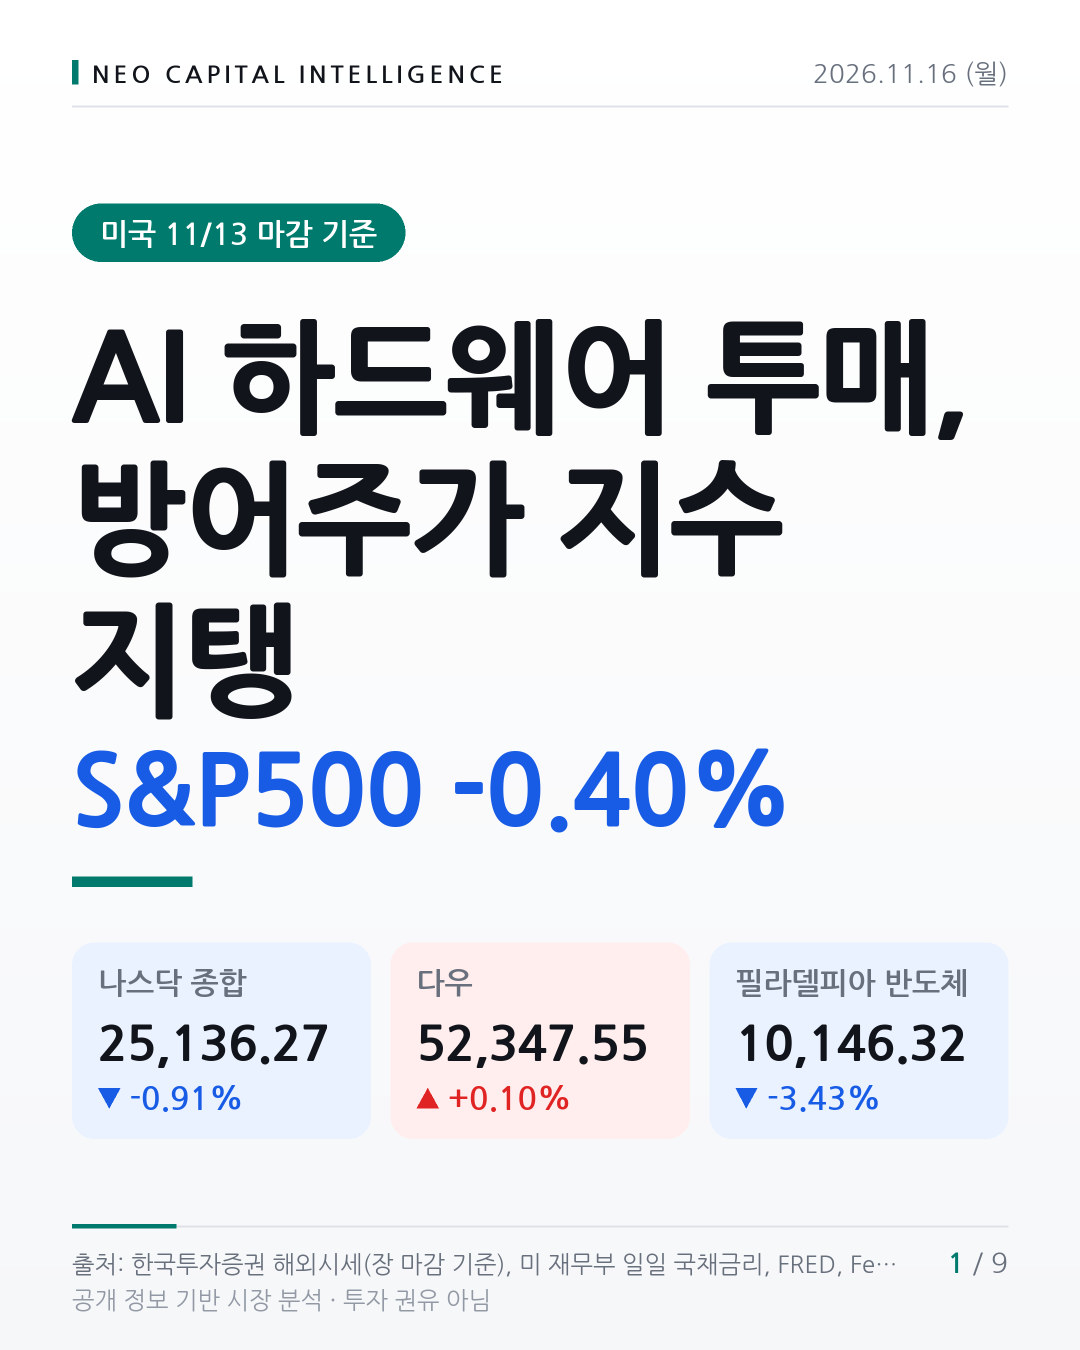 NEO CAPITAL INTELLIGENCE
2026.11.16 (월)
미국 11/13 마감 기준
AI 하드웨어 투매,
방어주가 지수
지탱
S&P500 -0.40%
나스닥 종합
25,136.27
▼ -0.91%
다우
52,347.55
▲ +0.10%
필라델피아 반도체
10,146.32
▼ -3.43%
출처: 한국투자증권 해외시세(장 마감 기준), 미 재무부 일일 국채금리, FRED, Fe…
1 / 9
공개 정보 기반 시장 분석 · 투자 권유 아님